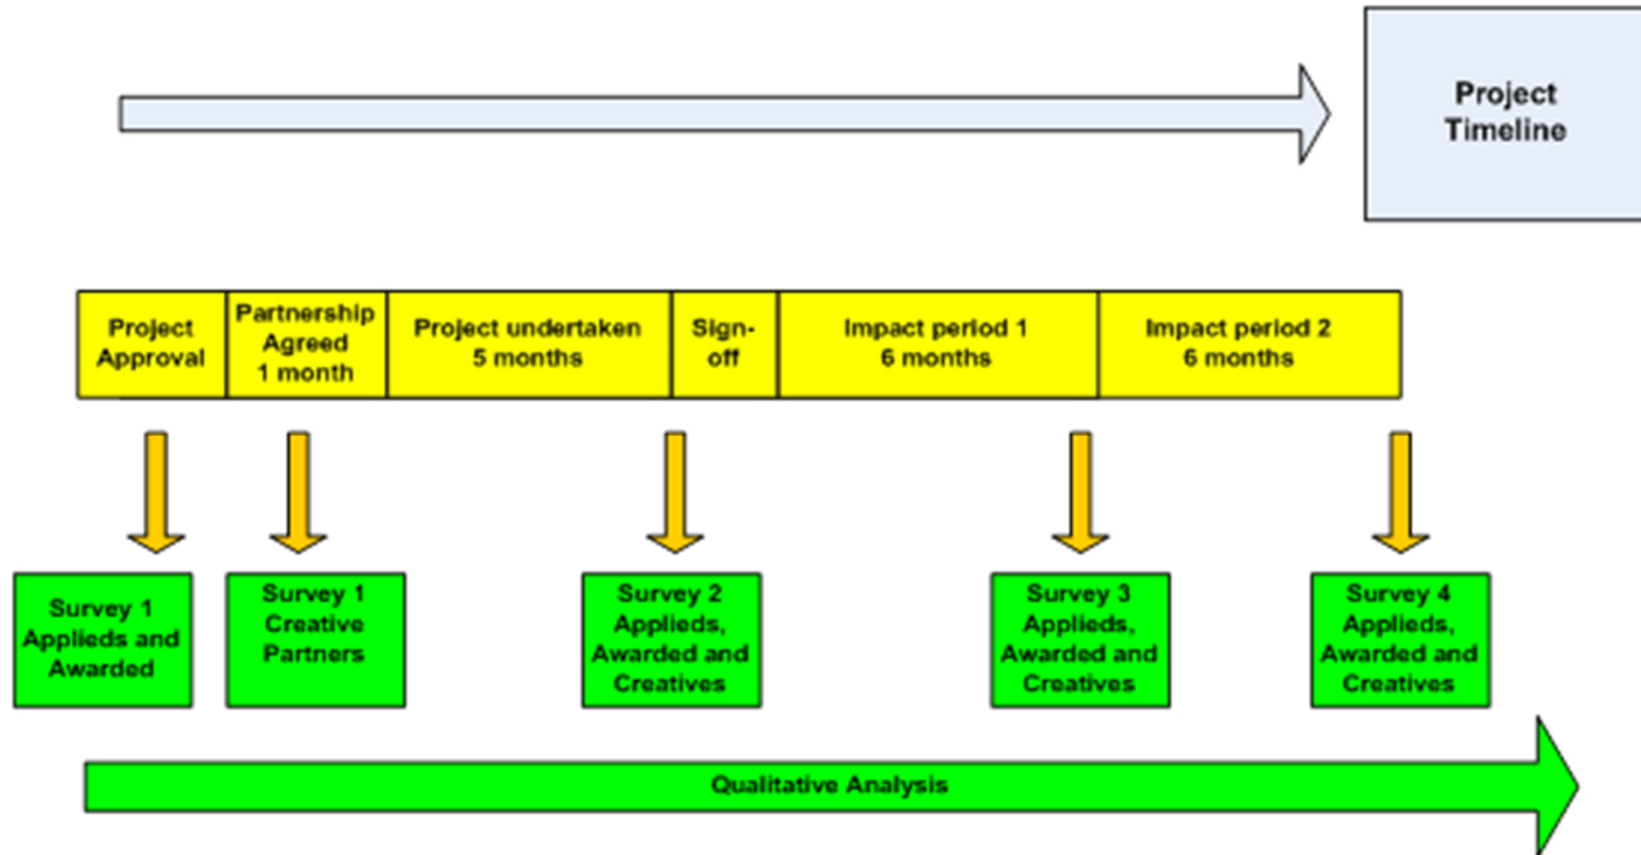 Project
Timeline
Project
Approval
Partnership
Agreed
1 month
Project undertaken
5 months
Sign-
off
Impact period 1
6 months
Impact period 2
6 months
Survey 1
Applieds and
Awarded
Survey 1
Creative
Partners
Survey 2
Applieds,
Awarded and
Creatives
Survey 3
Applieds,
Awarded and
Creatives
Survey 4
Applieds,
Awarded and
Creatives
Qualitative Analysis